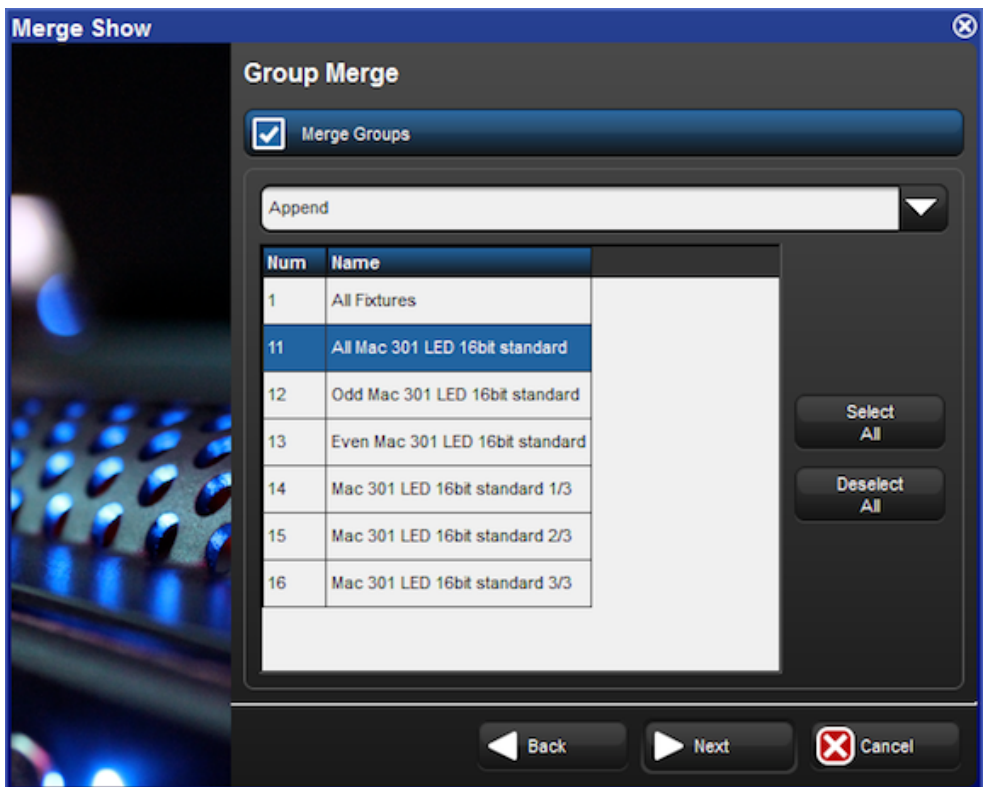 Merge Show
Group Merge
Merge Groups
Append
Num Name
1 All Fixtures
11 All Mac 301 LED 16bit standard
12 Odd Mac 301 LED 16bit standard
13 Even Mac 301 LED 16bit standard
14 Mac 301 LED 16bit standard 1/3
15 Mac 301 LED 16bit standard 2/3
16 Mac 301 LED 16bit standard 3/3
Select
All
Deselect
All
Back Next Cancel